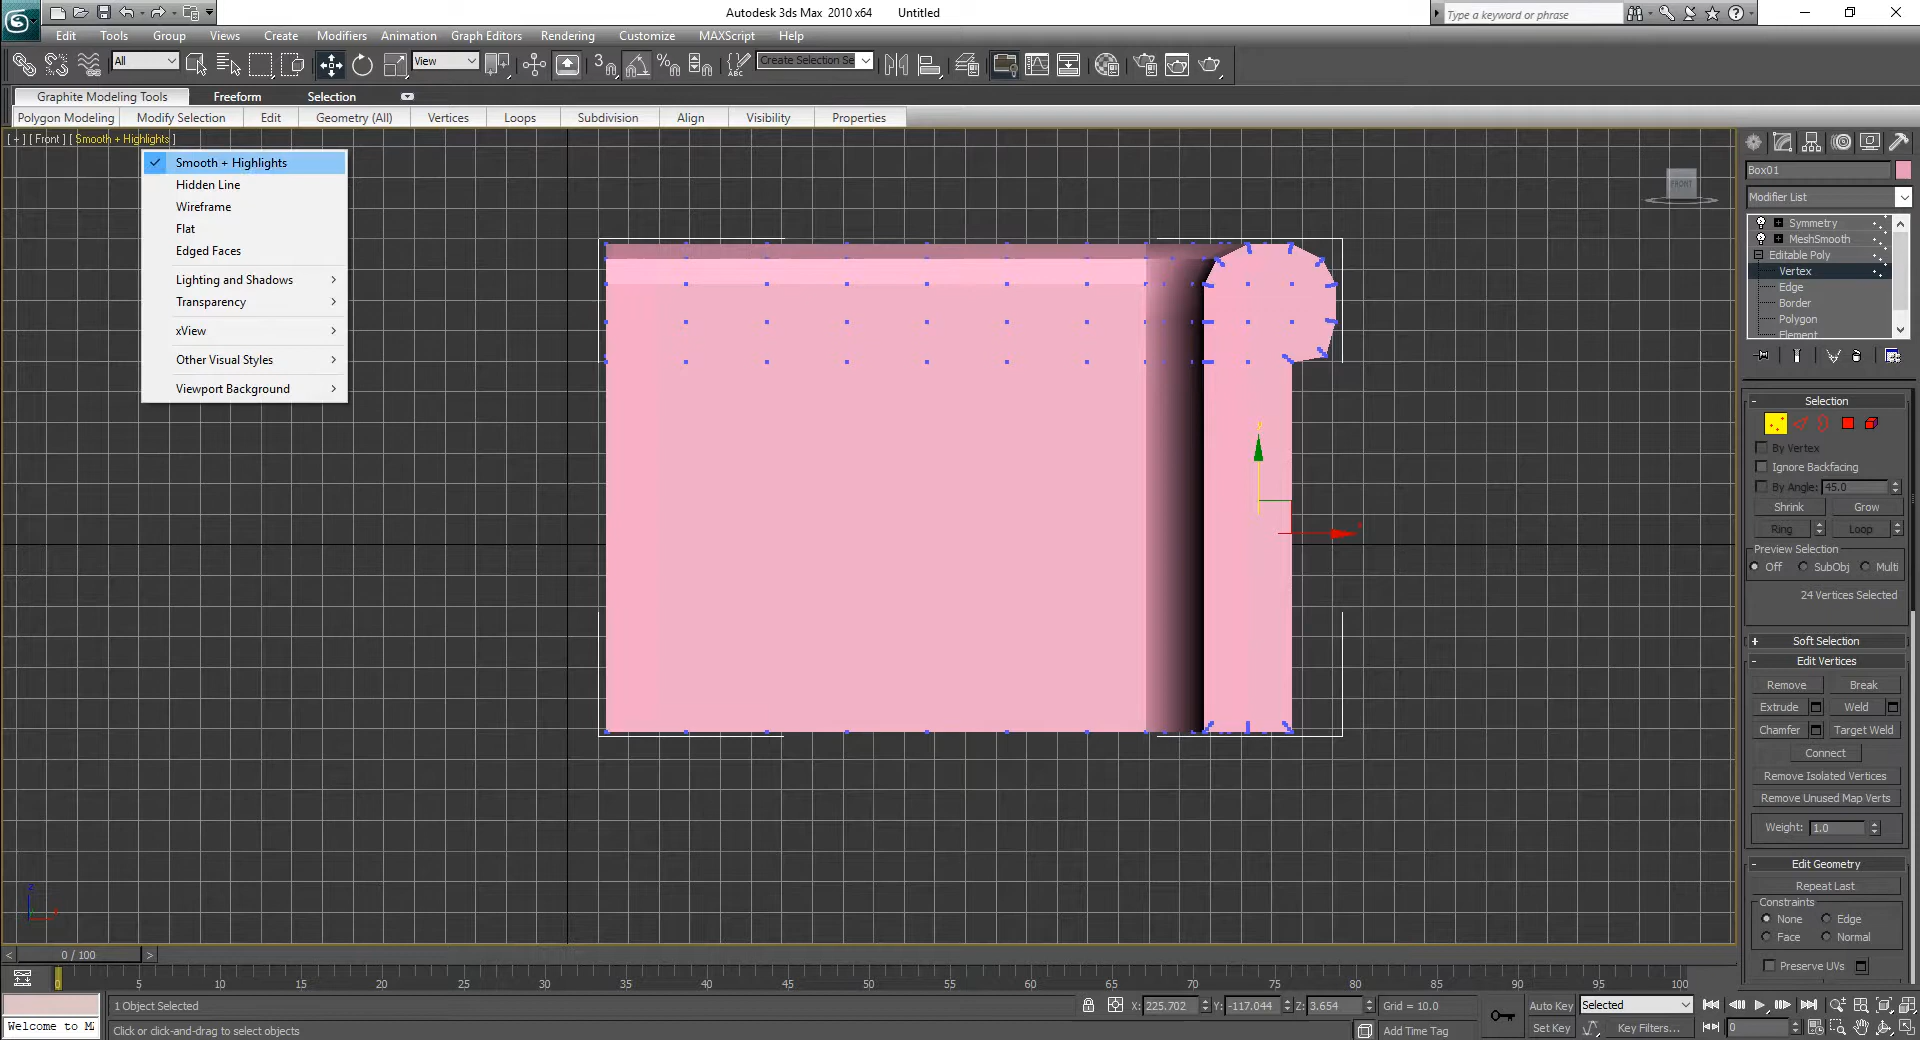 Autodesk 3ds Max 2010 x64 Untitled
Type a keyword or phrase
Edit Tools Group Views Create Modifiers Animation Graph Editors Rendering Customize MAXScript Help
All View 3 ABC Create Selection Se
Graphite Modeling Tools Freeform Selection
Polygon Modeling Modify Selection Edit Geometry (All) Vertices Loops Subdivision Align Visibility Properties
[ + ] [ Front ] [ Smooth + Highlights ]
Smooth + Highlights
Hidden Line
Wireframe
Flat
Edged Faces
Lighting and Shadows
Transparency
xView
Other Visual Styles
Viewport Background
FRONT
Box01
Modifier List
Symmetry
MeshSmooth
Editable Poly
Vertex
Edge
Border
Polygon
Element
- Selection
By Vertex
Ignore Backfacing
By Angle: 45.0
Shrink Grow
Ring Loop
Preview Selection
Off SubObj Multi
24 Vertices Selected
+ Soft Selection
- Edit Vertices
Remove Break
Extrude Weld
Chamfer Target Weld
Connect
Remove Isolated Vertices
Remove Unused Map Verts
Weight: 1.0
- Edit Geometry
Repeat Last
Constraints
None Edge
Face Normal
Preserve UVs
z
< 0 / 100 >
0 5 10 15 20 25 30 35 40 45 50 55 60 65 70 75 80 85 90 95 100
1 Object Selected X: 225.702 Y: -117.044 Z: 3.654 Grid = 10.0 Auto Key Selected
Welcome to MA Click or click-and-drag to select objects Add Time Tag Set Key Key Filters... 0